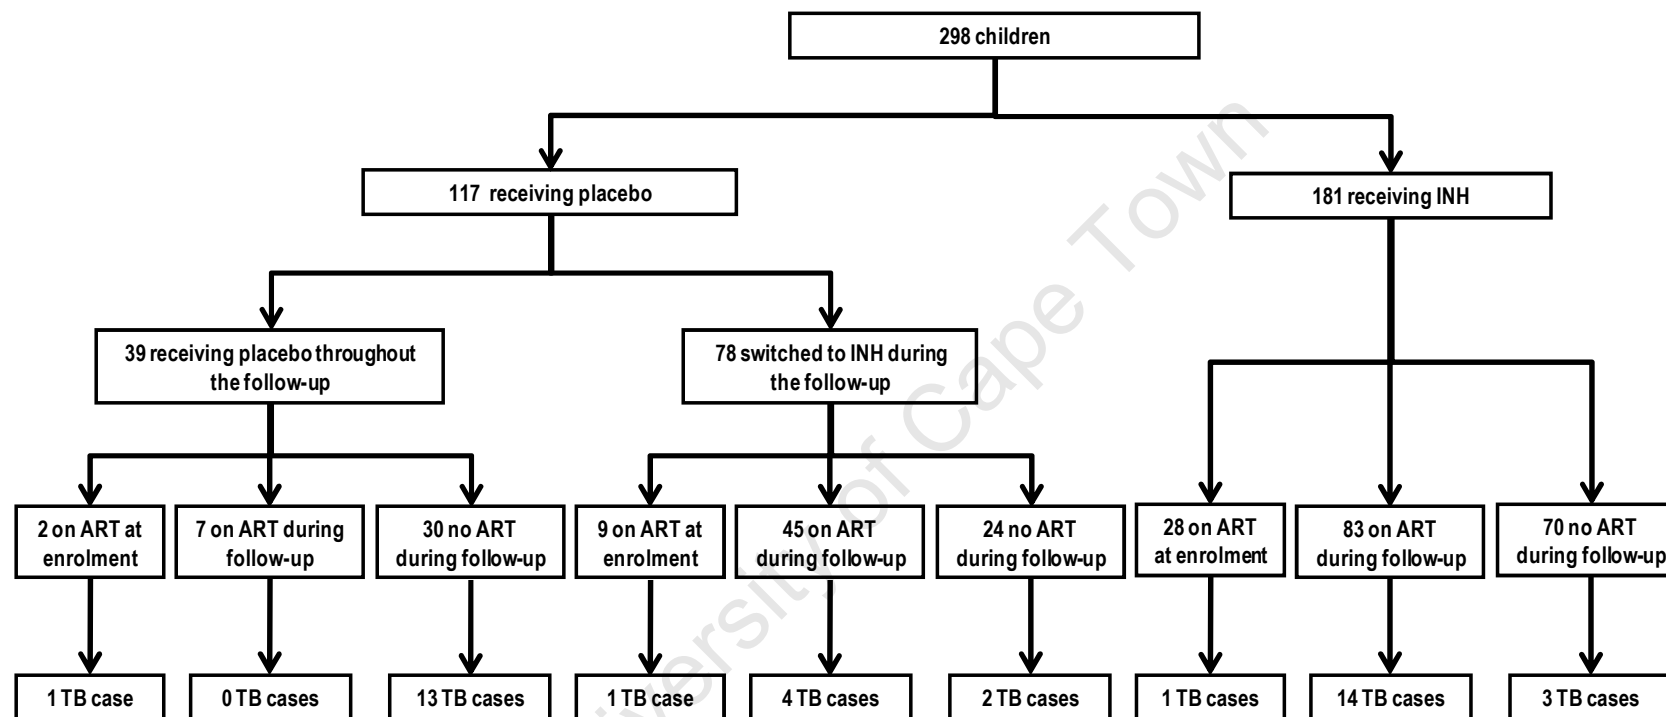 298 children
117 receiving placebo
181 receiving INH
39 receiving placebo throughout
the follow-up
78 switched to INH during
the follow-up
2 on ART at
enrolment
7 on ART during
follow-up
30 no ART
during follow-up
9 on ART at
enrolment
45 on ART
during follow-up
24 no ART
during follow-up
28 on ART
at enrolment
83 on ART
during follow-up
70 no ART
during follow-up
1 TB case
0 TB cases
13 TB cases
1 TB case
4 TB cases
2 TB cases
1 TB cases
14 TB cases
3 TB cases
versity of Cape Town